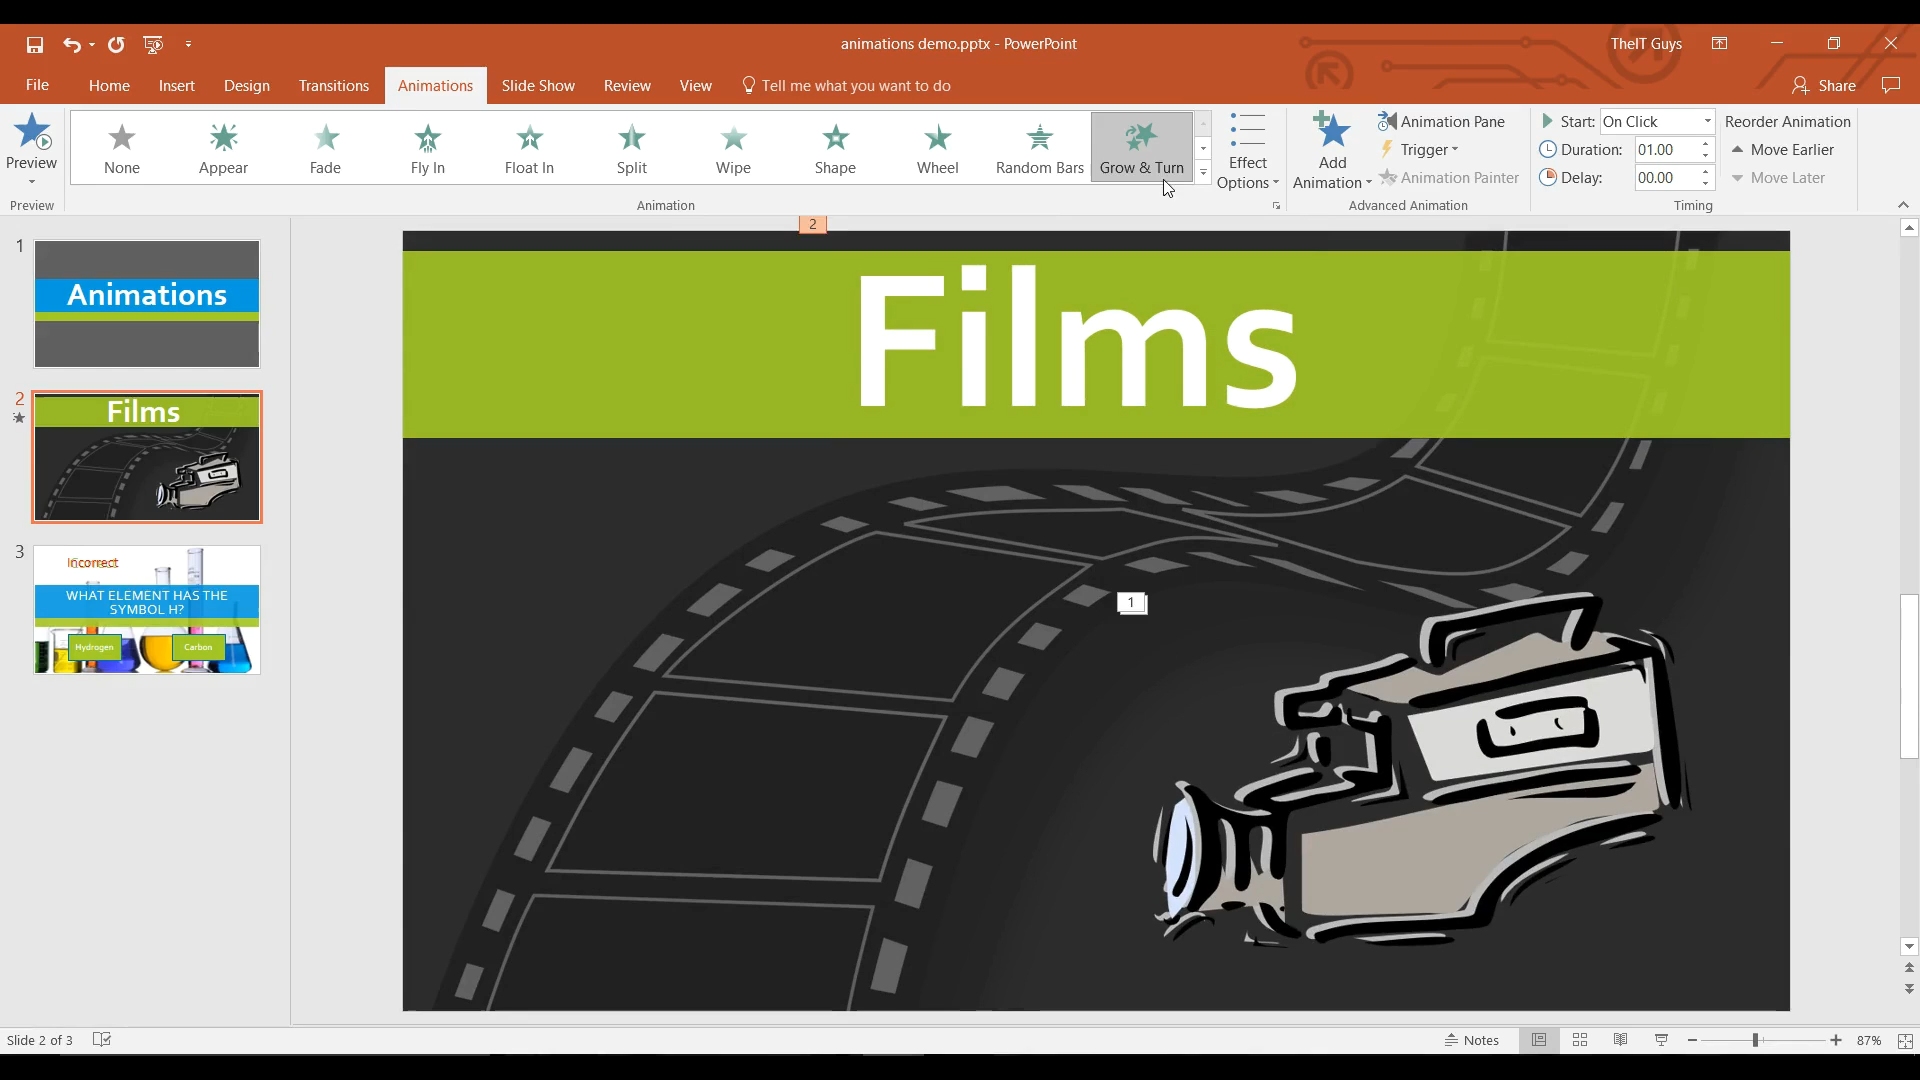 animations demo.pptx - PowerPoint
TheIT Guys
File Home Insert Design Transitions Animations Slide Show Review View Tell me what you want to do Share
Preview
None Appear Fade Fly In Float In Split Wipe Shape Wheel Random Bars Grow & Turn
Effect Options
Add Animation
Animation Pane
Trigger
Animation Painter
Start: On Click
Duration: 01.00
Delay: 00.00
Reorder Animation
Move Earlier
Move Later
Preview Animation Advanced Animation Timing
1
Animations
2
Films
3
Incorrect
WHAT ELEMENT HAS THE
SYMBOL H?
Hydrogen Carbon
2
Films
1
Slide 2 of 3 Notes 87%